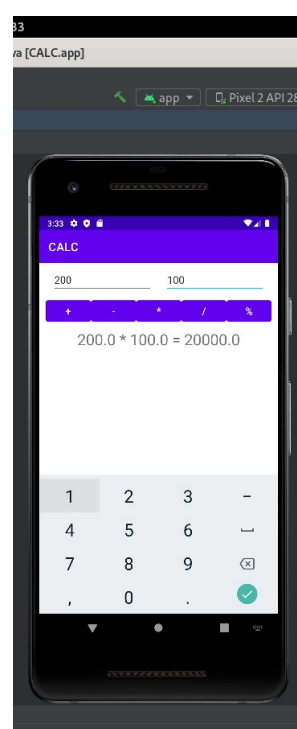 33
va [CALC.app]
app Pixel 2 API 28
3:33
CALC
200 100
+ - * / %
200.0 * 100.0 = 20000.0
1 2 3 -
4 5 6
7 8 9
, 0 .